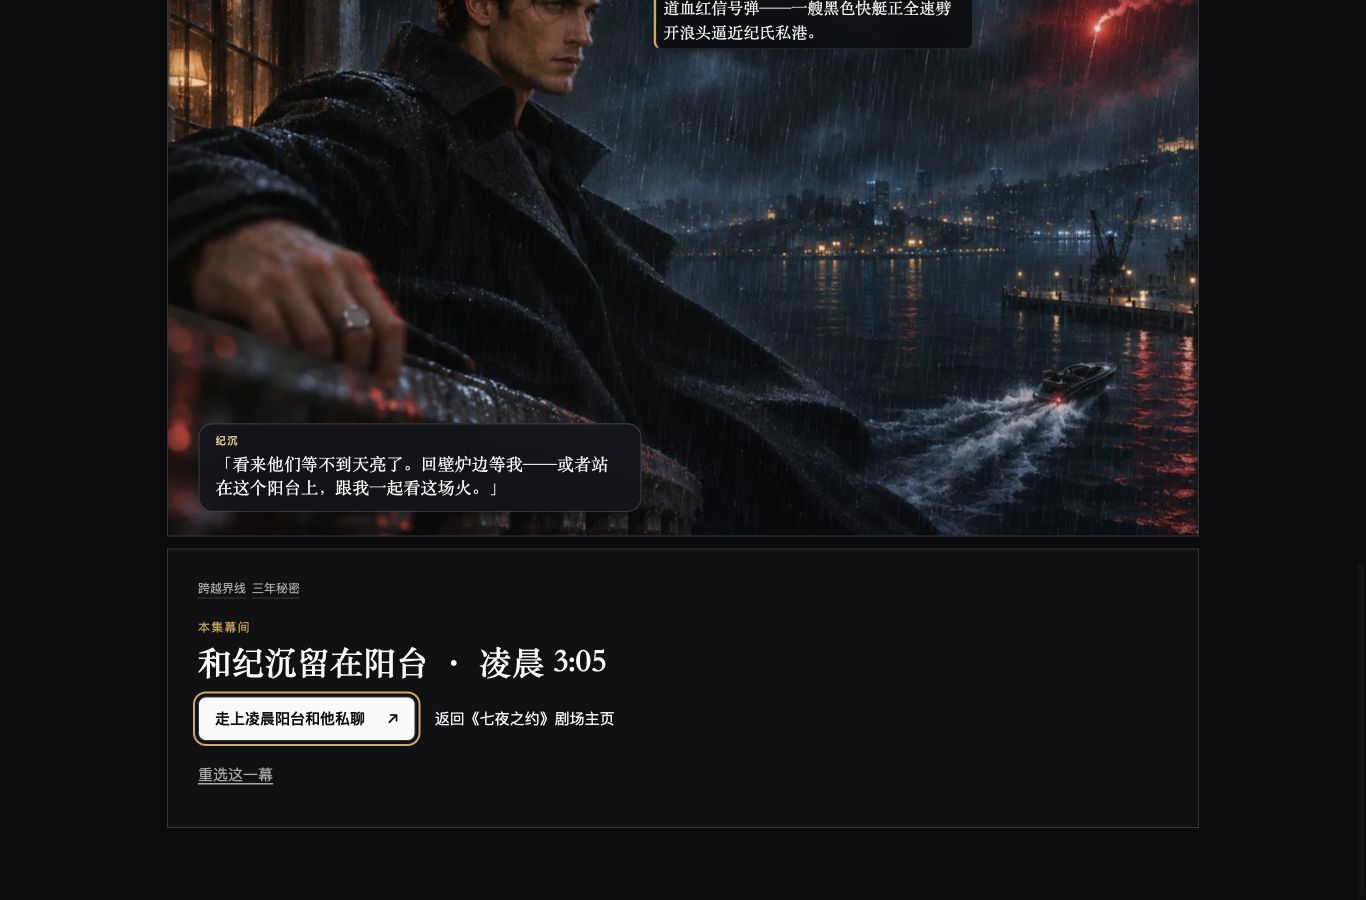 道血红信号弹——一艘黑色快艇正全速劈
开浪头逼近纪氏私港。
纪沉
「看来他们等不到天亮了。回壁炉边等我——或者站
在这个阳台上，跟我一起看这场火。」
跨越界线 三年秘密
本集幕间
和纪沉留在阳台 · 凌晨 3:05
走上凌晨阳台和他私聊 ↗ 返回《七夜之约》剧场主页
重选这一幕